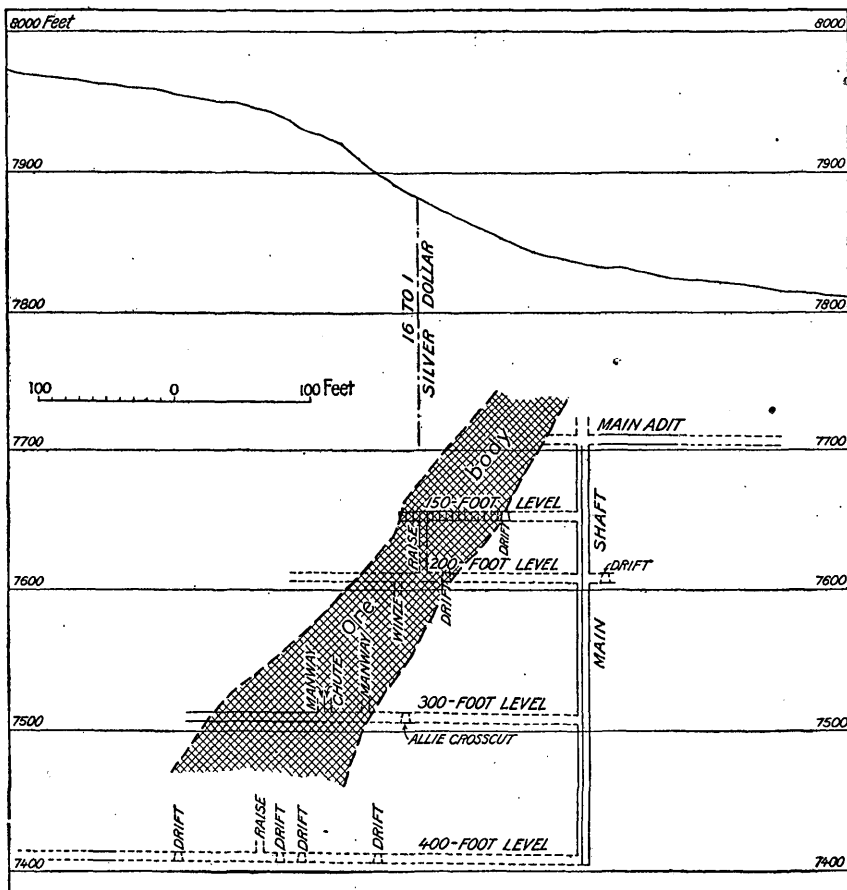 8000 Feet 8000
7900 7900
16 TO 1
SILVER DOLLAR
7800 7800
100 0 100 Feet
7700 MAIN ADIT 7700
body
150-FOOT LEVEL
RAISE
DRIFT
SHAFT
200-FOOT LEVEL
DRIFT
7600 7600
WINZE
DRIFT
Ore
MAIN
MANWAY
CHUTE
MANWAY
300-FOOT LEVEL
7500 7500
ALLIE CROSSCUT
DRIFT
RAISE
DRIFT
DRIFT
DRIFT
400-FOOT LEVEL
7400 7400